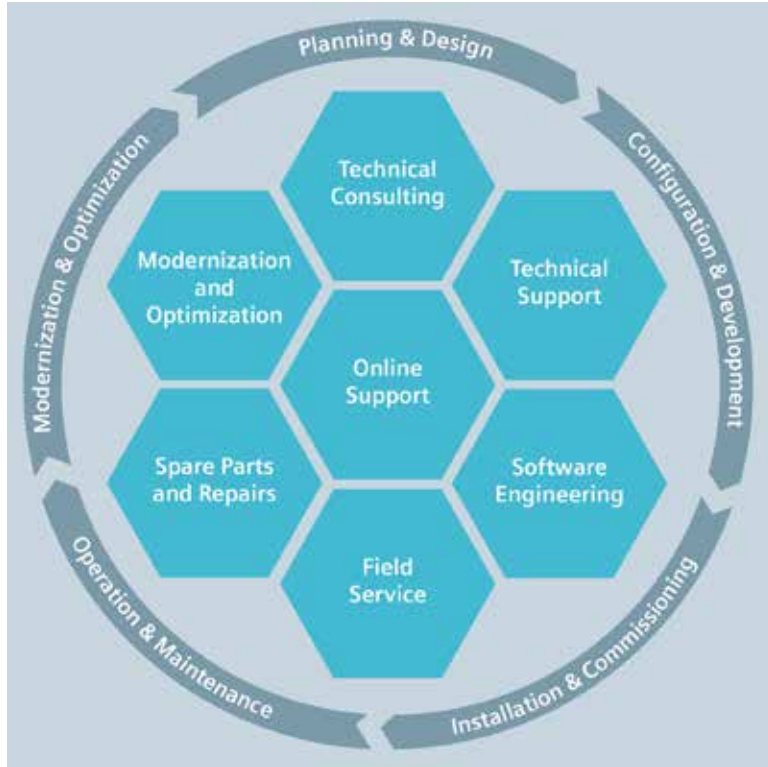 Planning & Design
Configuration & Development
Installation & Commissioning
Operation & Maintenance
Modernization & Optimization
Technical
Consulting
Modernization
and
Optimization
Technical
Support
Online
Support
Spare Parts
and Repairs
Software
Engineering
Field
Service